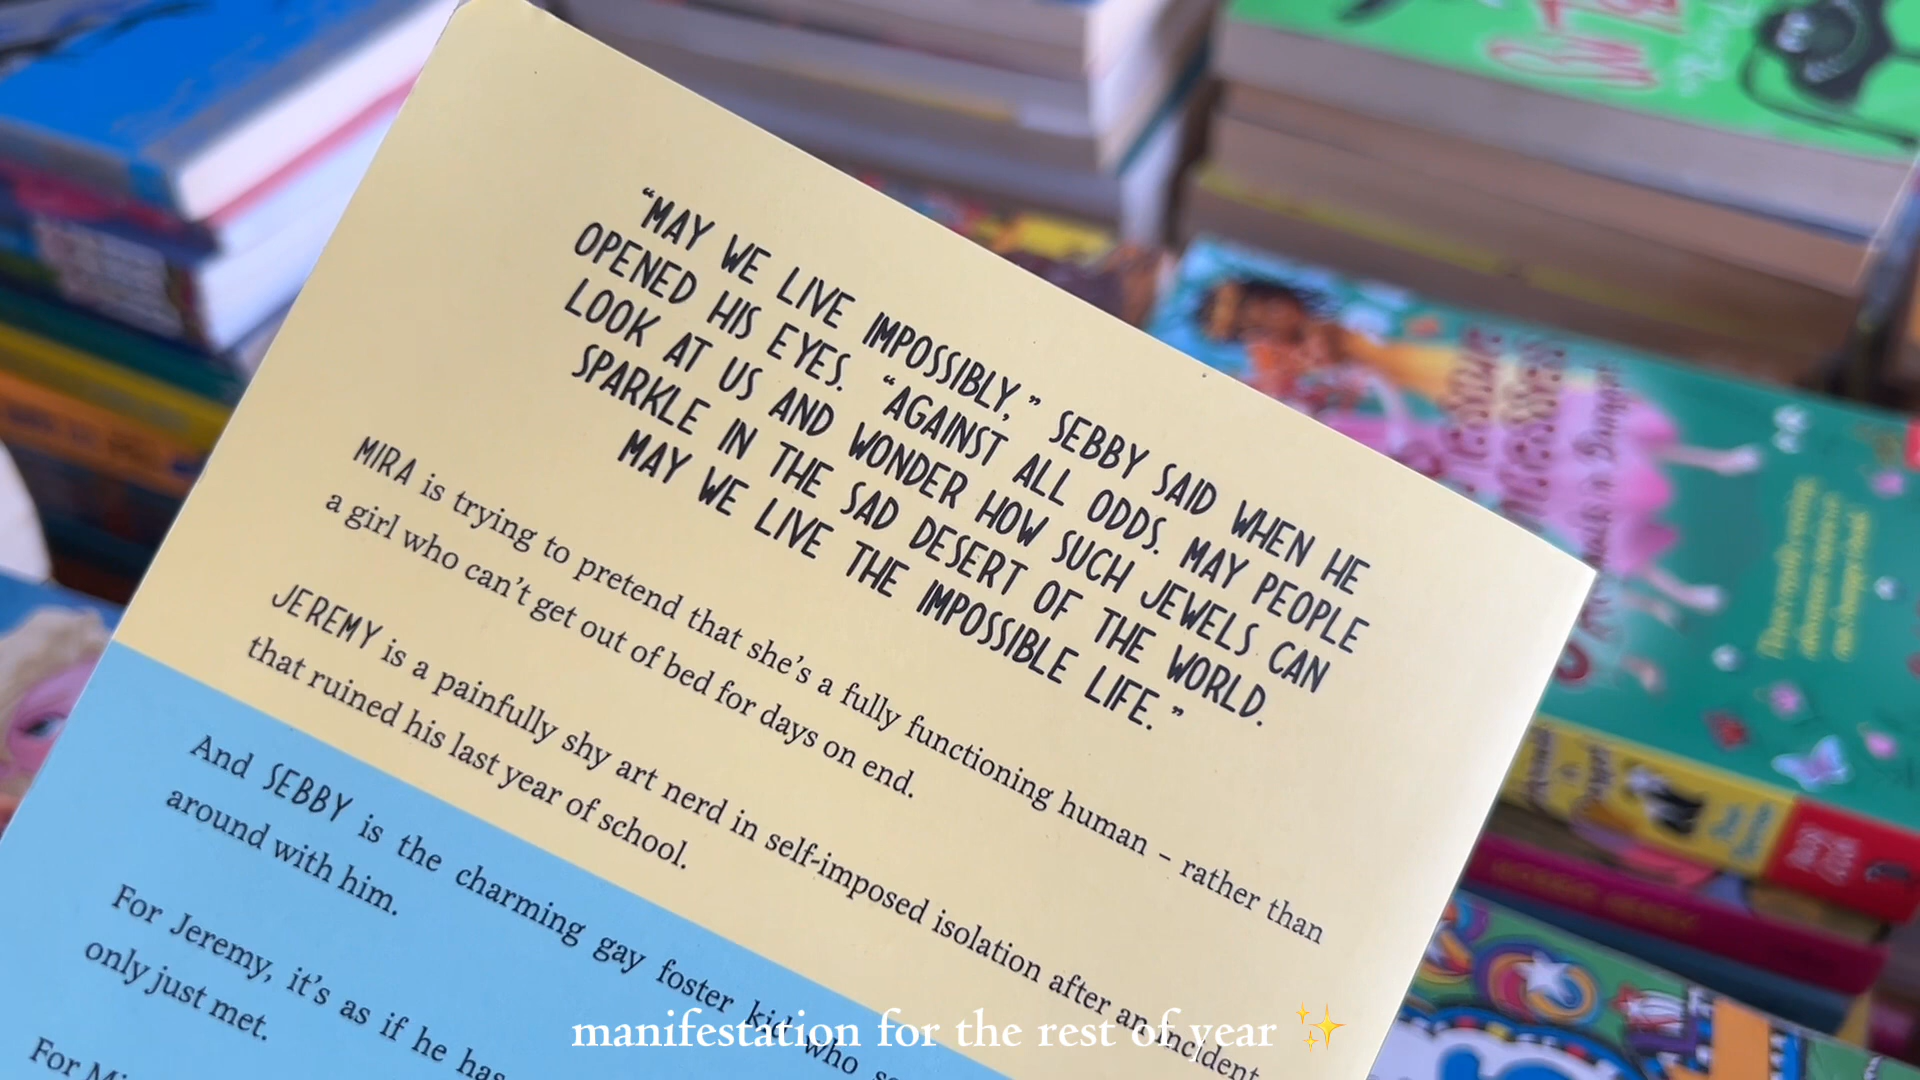 “MAY WE LIVE IMPOSSIBLY,” SEBBY SAID WHEN HE
OPENED HIS EYES. “AGAINST ALL ODDS. MAY PEOPLE
LOOK AT US AND WONDER HOW SUCH JEWELS CAN
SPARKLE IN THE SAD DESERT OF THE WORLD.
MAY WE LIVE THE IMPOSSIBLE LIFE.”
MIRA is trying to pretend that she’s a fully functioning human – rather than
a girl who can’t get out of bed for days on end.
JEREMY is a painfully shy art nerd in self-imposed isolation after an incident
that ruined his last year of school.
And SEBBY is the charming gay foster kid who
around with him.
For Jeremy, it’s as if he has
only just met.
For
manifestation for the rest of year ✨